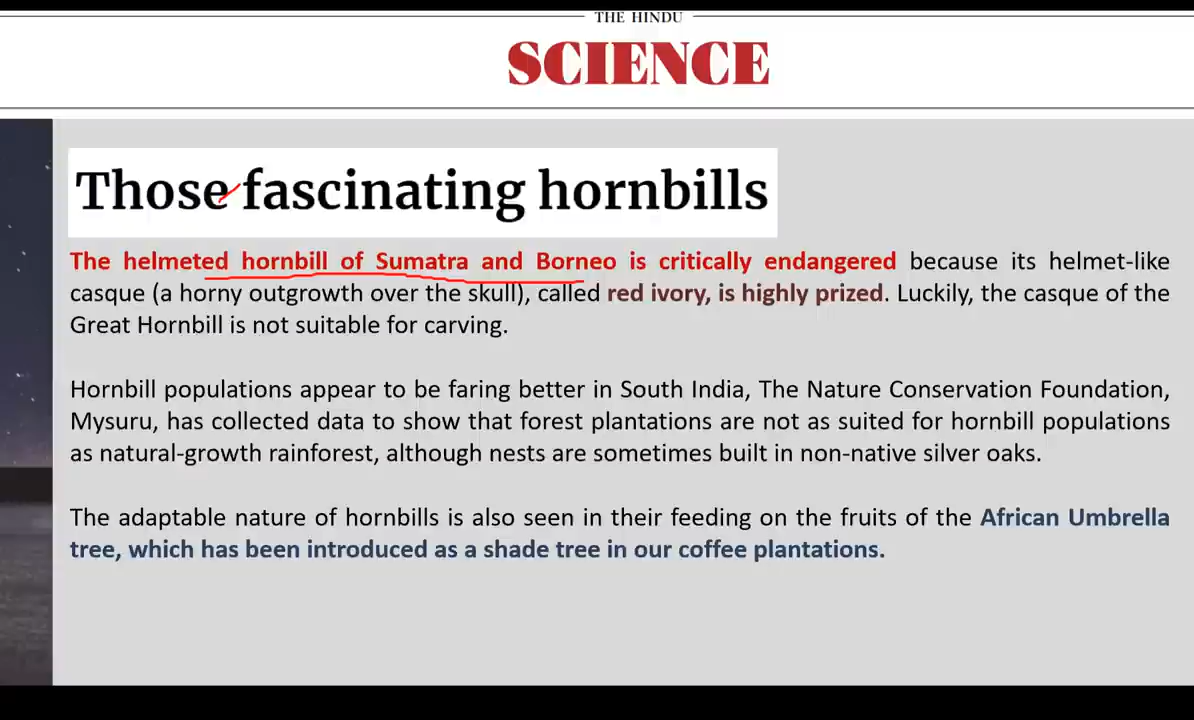 THE HINDU
SCIENCE
Those fascinating hornbills
The helmeted hornbill of Sumatra and Borneo is critically endangered because its helmet-like
casque (a horny outgrowth over the skull), called red ivory, is highly prized. Luckily, the casque of the
Great Hornbill is not suitable for carving.
Hornbill populations appear to be faring better in South India, The Nature Conservation Foundation,
Mysuru, has collected data to show that forest plantations are not as suited for hornbill populations
as natural-growth rainforest, although nests are sometimes built in non-native silver oaks.
The adaptable nature of hornbills is also seen in their feeding on the fruits of the African Umbrella
tree, which has been introduced as a shade tree in our coffee plantations.